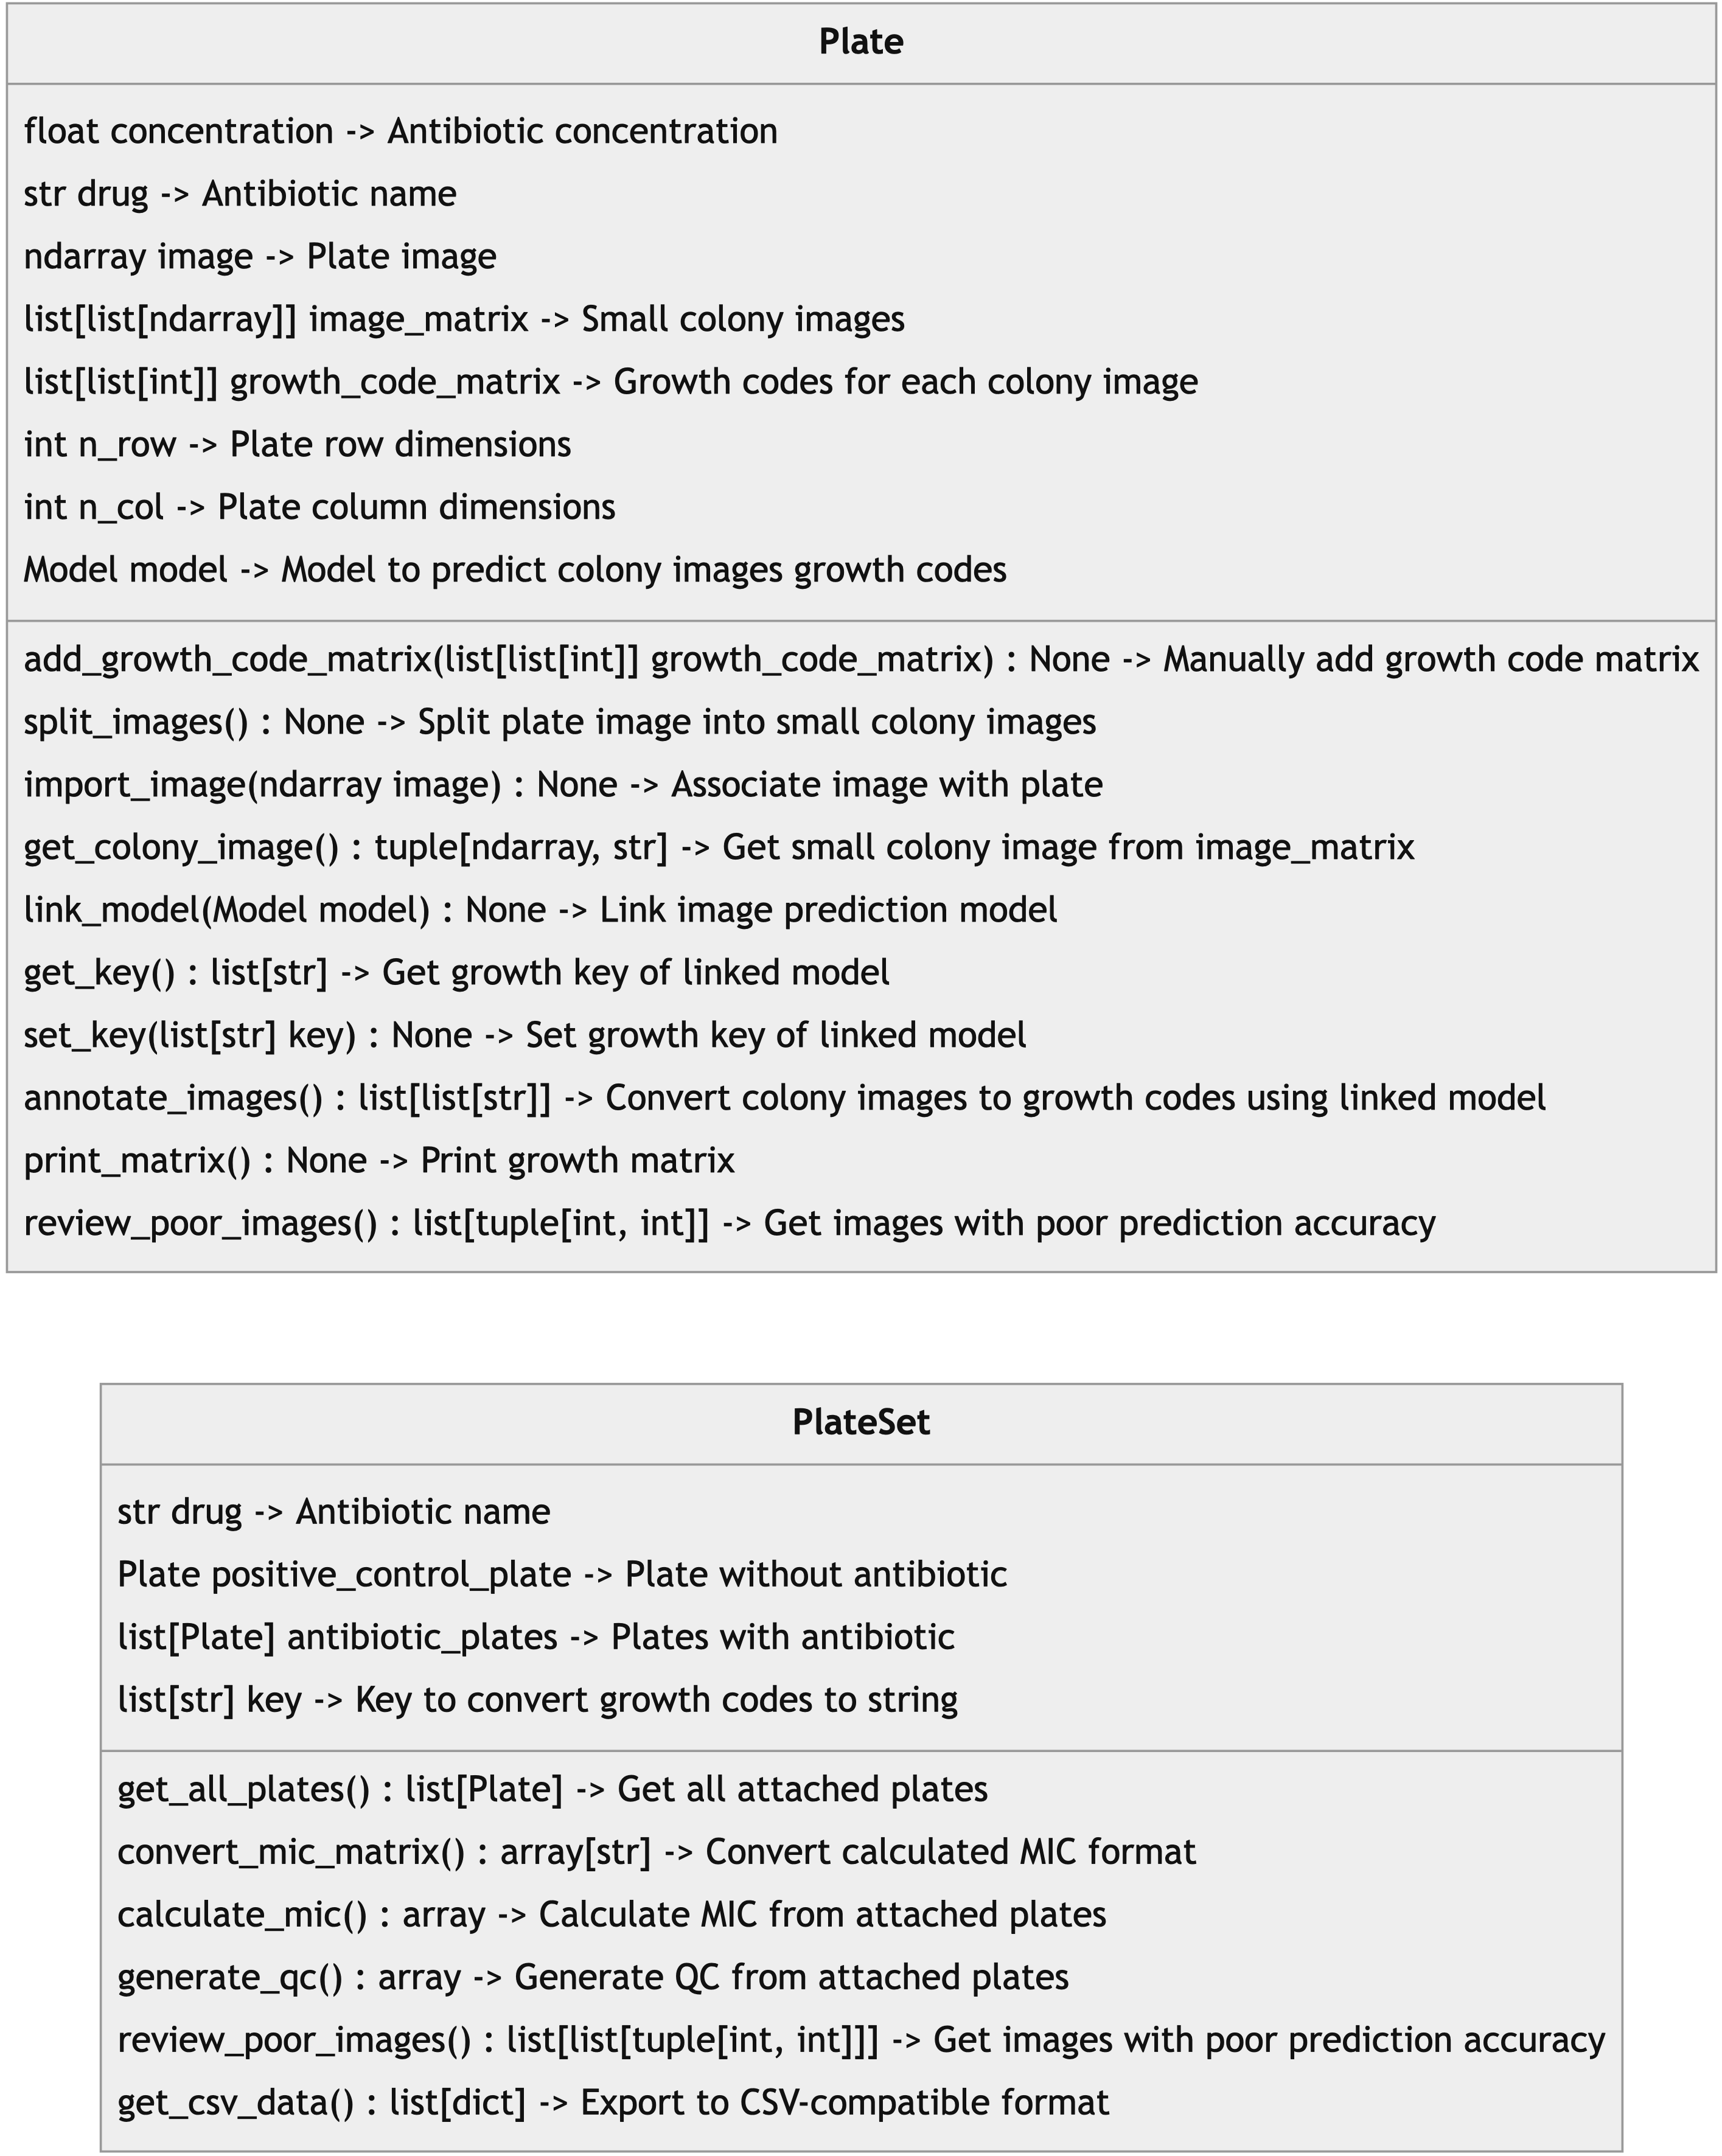 Plate
float concentration -> Antibiotic concentration
str drug -> Antibiotic name
ndarray image -> Plate image
list[list[ndarray]] image_matrix -> Small colony images
list[list[int]] growth_code_matrix -> Growth codes for each colony image
int n_row -> Plate row dimensions
int n_col -> Plate column dimensions
Model model -> Model to predict colony images growth codes
add_growth_code_matrix(list[list[int]] growth_code_matrix) : None -> Manually add growth code matrix
split_images() : None -> Split plate image into small colony images
import_image(ndarray image) : None -> Associate image with plate
get_colony_image() : tuple[ndarray, str] -> Get small colony image from image_matrix
link_model(Model model) : None -> Link image prediction model
get_key() : list[str] -> Get growth key of linked model
set_key(list[str] key) : None -> Set growth key of linked model
annotate_images() : list[list[str]] -> Convert colony images to growth codes using linked model
print_matrix() : None -> Print growth matrix
review_poor_images() : list[tuple[int, int]] -> Get images with poor prediction accuracy
PlateSet
str drug -> Antibiotic name
Plate positive_control_plate -> Plate without antibiotic
list[Plate] antibiotic_plates -> Plates with antibiotic
list[str] key -> Key to convert growth codes to string
get_all_plates() : list[Plate] -> Get all attached plates
convert_mic_matrix() : array[str] -> Convert calculated MIC format
calculate_mic() : array -> Calculate MIC from attached plates
generate_qc() : array -> Generate QC from attached plates
review_poor_images() : list[list[tuple[int, int]]] -> Get images with poor prediction accuracy
get_csv_data() : list[dict] -> Export to CSV-compatible format